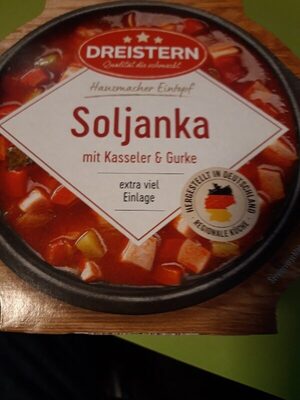 DREISTERN
Qualität die schmeckt
Hausmacher Eintopf
Soljanka
mit Kasseler & Gurke
extra viel
Einlage
HERGESTELLT IN DEUTSCHLAND
REGIONALE KÜCHE